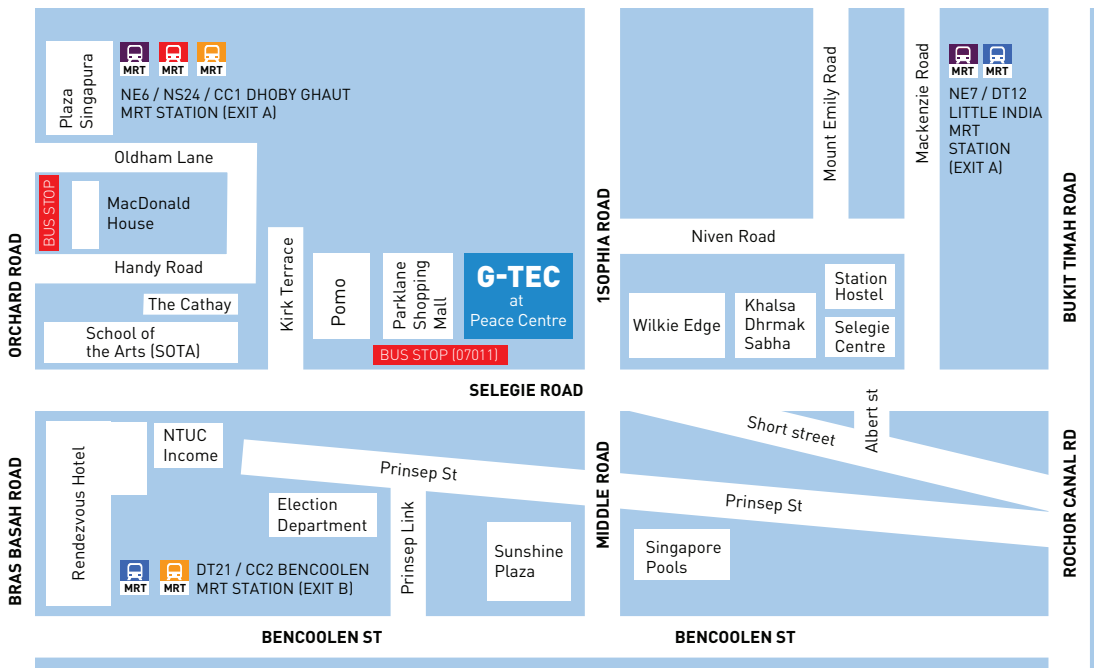 Plaza
Singapura
MRT
MRT
MRT
NE6 / NS24 / CC1 DHOBY GHAUT
MRT STATION (EXIT A)
Oldham Lane
BUS STOP
MacDonald
House
Handy Road
The Cathay
School of
the Arts (SOTA)
ORCHARD ROAD
Kirk Terrace
Pomo
Parklane
Shopping
Mall
G-TEC
at
Peace Centre
BUS STOP (07011)
1SOPHIA ROAD
Mount Emily Road
Mackenzie Road
MRT
MRT
NE7 / DT12
LITTLE INDIA
MRT
STATION
(EXIT A)
Niven Road
Wilkie Edge
Khalsa
Dhrmak
Sabha
Station
Hostel
Selegie
Centre
BUKIT TIMAH ROAD
SELEGIE ROAD
BRAS BASAH ROAD
Rendezvous Hotel
NTUC
Income
Prinsep St
Election
Department
Prinsep Link
MRT
MRT
DT21 / CC2 BENCOOLEN
MRT STATION (EXIT B)
Sunshine
Plaza
MIDDLE ROAD
Short street
Albert st
Prinsep St
Singapore
Pools
ROCHOR CANAL RD
BENCOOLEN ST
BENCOOLEN ST